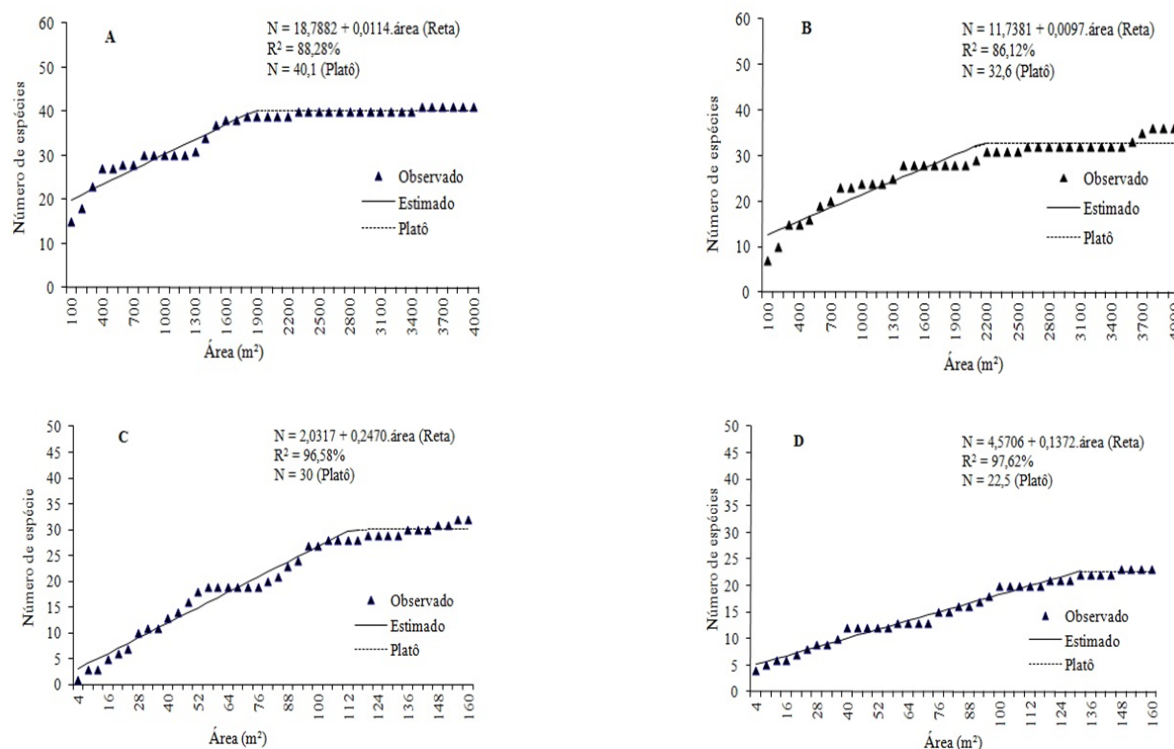 A
N = 18,7882 + 0,0114.área (Reta)
R² = 88,28%
N = 40,1 (Platô)
Número de espécies
60
50
40
30
20
10
0
Observado
Estimado
Platô
100 400 700 1000 1300 1600 1900 2200 2500 2800 3100 3400 3700 4000
Área (m²)
B
N = 11,7381 + 0,0097.área (Reta)
R² = 86,12%
N = 32,6 (Platô)
Número de espécies
60
50
40
30
20
10
0
Observado
Estimado
Platô
100 400 700 1000 1300 1600 1900 2200 2500 2800 3100 3400 3700 4000
Área (m²)
C
N = 2,0317 + 0,2470.área (Reta)
R² = 96,58%
N = 30 (Platô)
Número de espécie
50
45
40
35
30
25
20
15
10
5
0
Observado
Estimado
Platô
4 16 28 40 52 64 76 88 100 112 124 136 148 160
Área (m²)
D
N = 4,5706 + 0,1372.área (Reta)
R² = 97,62%
N = 22,5 (Platô)
Número de espécies
50
45
40
35
30
25
20
15
10
5
0
Observado
Estimado
Platô
4 16 28 40 52 64 76 88 100 112 124 136 148 160
Área (m²)